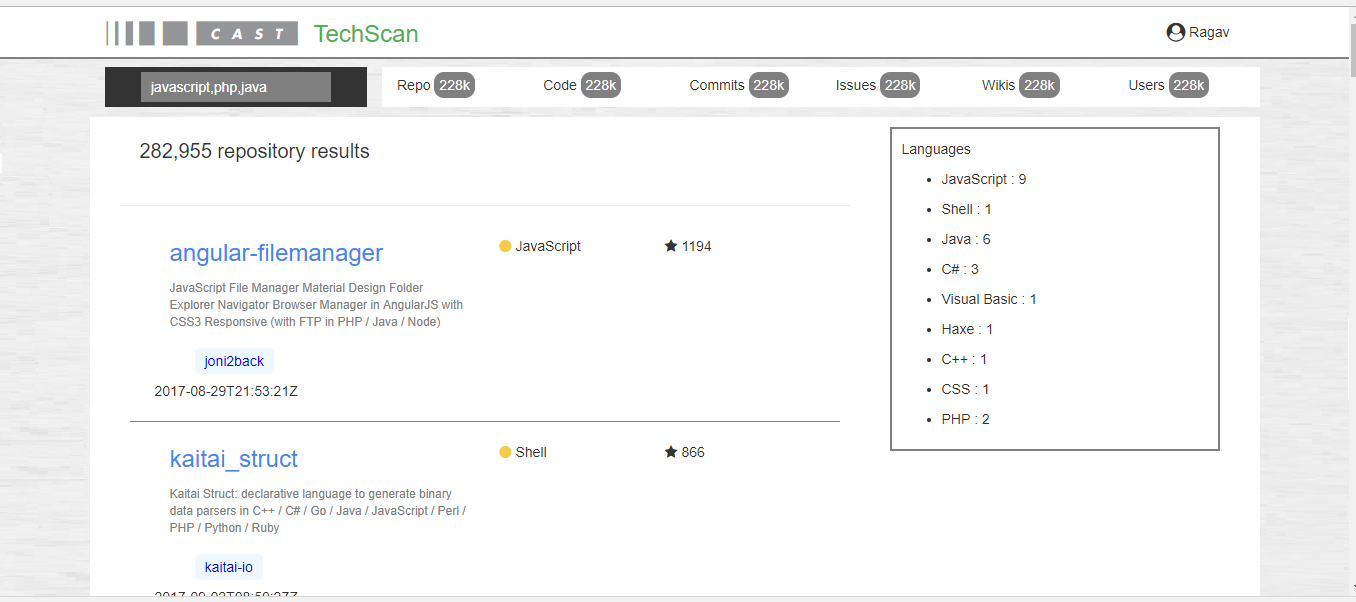 CAST TechScan Ragav
javascript,php,java Repo 228k Code 228k Commits 228k Issues 228k Wikis 228k Users 228k
282,955 repository results
angular-filemanager JavaScript 1194
JavaScript File Manager Material Design Folder
Explorer Navigator Browser Manager in AngularJS with
CSS3 Responsive (with FTP in PHP / Java / Node)
joni2back
2017-08-29T21:53:21Z
kaitai_struct Shell 866
Kaitai Struct: declarative language to generate binary
data parsers in C++ / C# / Go / Java / JavaScript / Perl /
PHP / Python / Ruby
kaitai-io
Languages
JavaScript : 9
Shell : 1
Java : 6
C# : 3
Visual Basic : 1
Haxe : 1
C++ : 1
CSS : 1
PHP : 2